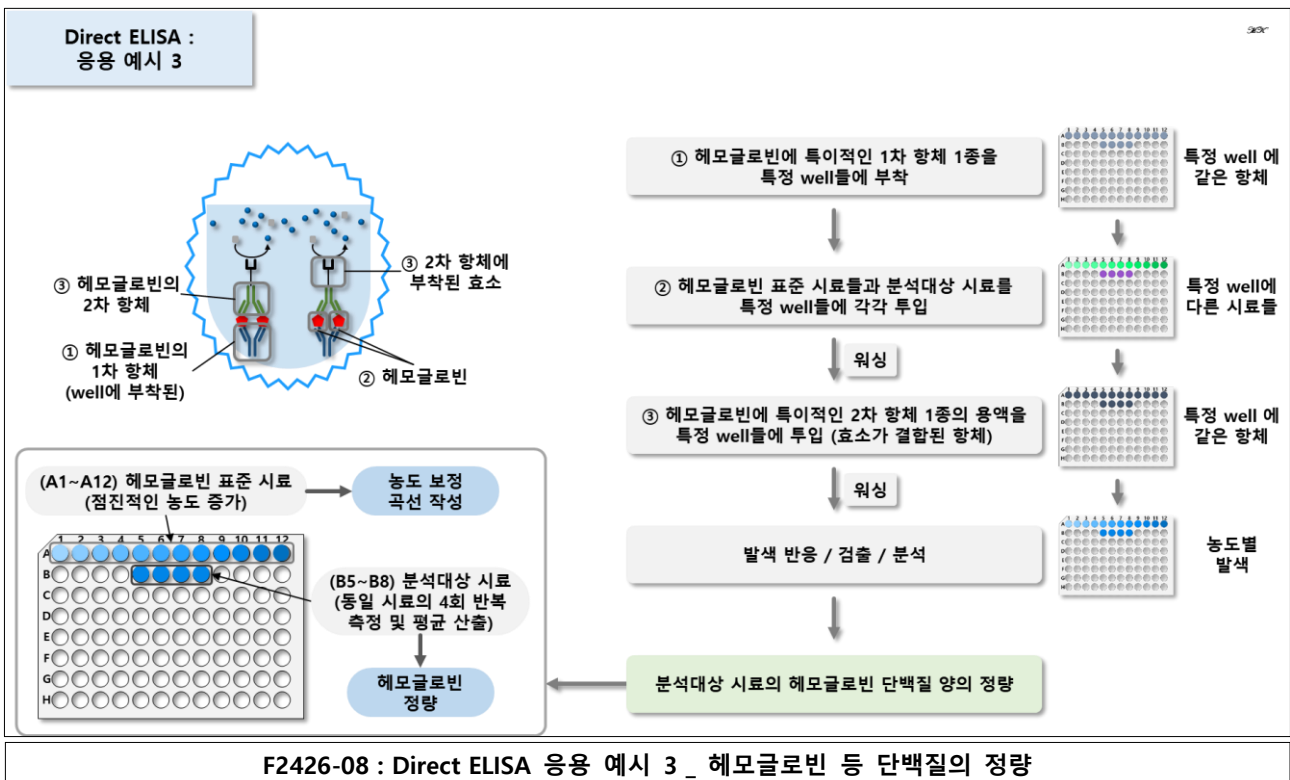 Direct ELISA :
응용 예시 3
③ 헤모글로빈의
2차 항체
③ 2차 항체에
부착된 효소
① 헤모글로빈의
1차 항체
(well에 부착된)
② 헤모글로빈
① 헤모글로빈에 특이적인 1차 항체 1종을
특정 well들에 부착
특정 well 에
같은 항체
② 헤모글로빈 표준 시료들과 분석대상 시료를
특정 well들에 각각 투입
특정 well에
다른 시료들
워싱
③ 헤모글로빈에 특이적인 2차 항체 1종의 용액을
특정 well들에 투입 (효소가 결합된 항체)
특정 well 에
같은 항체
워싱
발색 반응 / 검출 / 분석
농도별
발색
분석대상 시료의 헤모글로빈 단백질 양의 정량
(A1~A12) 헤모글로빈 표준 시료
(점진적인 농도 증가)
농도 보정
곡선 작성
1 2 3 4 5 6 7 8 9 10 11 12
A
B
C
D
E
F
G
H
(B5~B8) 분석대상 시료
(동일 시료의 4회 반복
측정 및 평균 산출)
헤모글로빈
정량
F2426-08 : Direct ELISA 응용 예시 3 _ 헤모글로빈 등 단백질의 정량